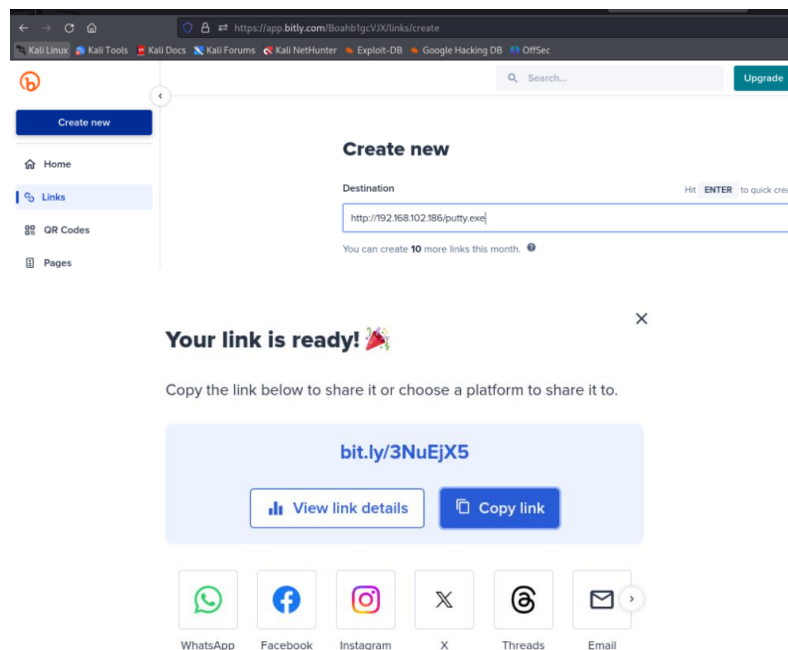 https://app.bitly.com/Boahb1gcVJX/links/create
Kali Linux Kali Tools Kali Docs Kali Forums Kali NetHunter Exploit-DB Google Hacking DB OffSec
Search...
Upgrade
Create new
Create new
Home
Destination
Hit ENTER to quick crea
Links
http://192.168.102.186/putty.exe
QR Codes
You can create 10 more links this month.
Pages
Your link is ready!
Copy the link below to share it or choose a platform to share it to.
bit.ly/3NuEjX5
View link details
Copy link
WhatsApp Facebook Instagram X Threads Email